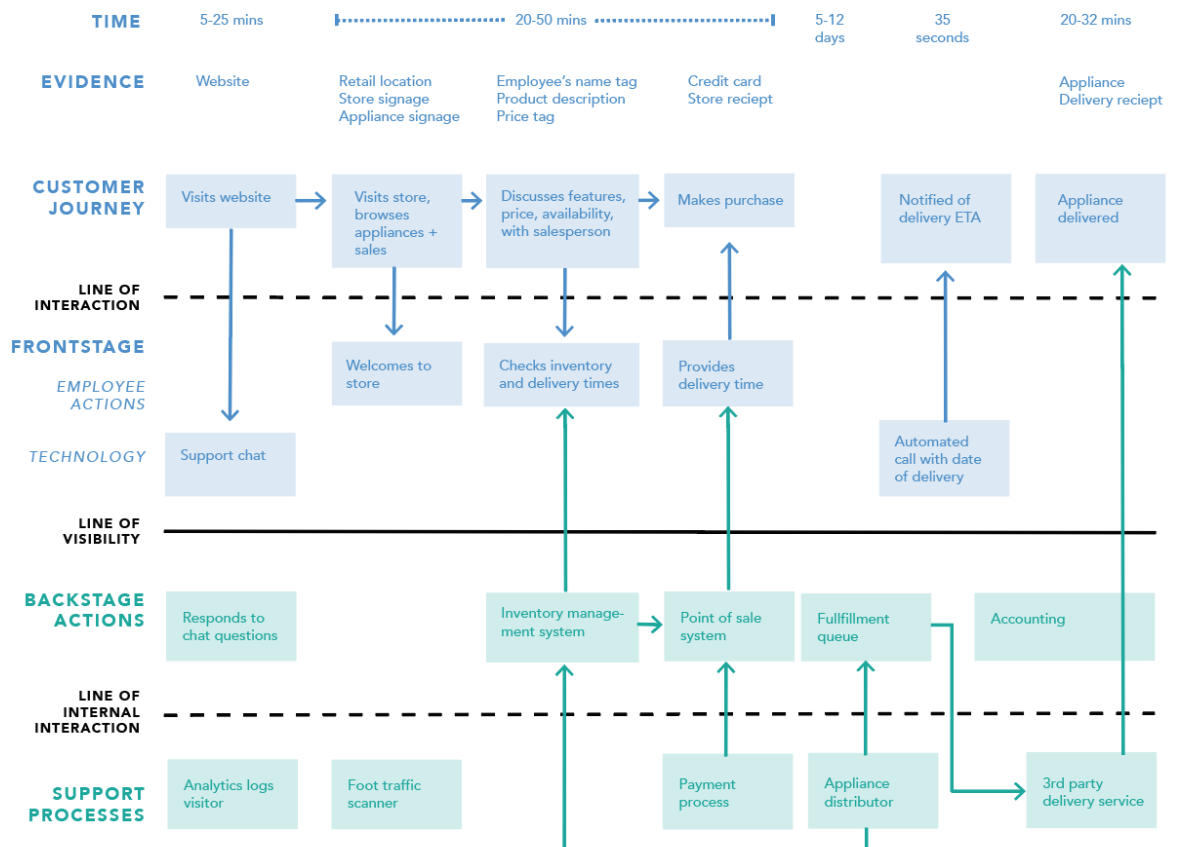 TIME
5-25 mins
20-50 mins
5-12
days
35
seconds
20-32 mins
EVIDENCE
Website
Retail location
Store signage
Appliance signage
Employee’s name tag
Product description
Price tag
Credit card
Store reciept
Appliance
Delivery reciept
CUSTOMER
JOURNEY
Visits website
Visits store,
browses
appliances +
sales
Discusses features,
price, availability,
with salesperson
Makes purchase
Notified of
delivery ETA
Appliance
delivered
LINE OF
INTERACTION
FRONTSTAGE
EMPLOYEE
ACTIONS
Welcomes to
store
Checks inventory
and delivery times
Provides
delivery time
TECHNOLOGY
Support chat
Automated
call with date
of delivery
LINE OF
VISIBILITY
BACKSTAGE
ACTIONS
Responds to
chat questions
Inventory manage-
ment system
Point of sale
system
Fullfillment
queue
Accounting
LINE OF
INTERNAL
INTERACTION
SUPPORT
PROCESSES
Analytics logs
visitor
Foot traffic
scanner
Payment
process
Appliance
distributor
3rd party
delivery service